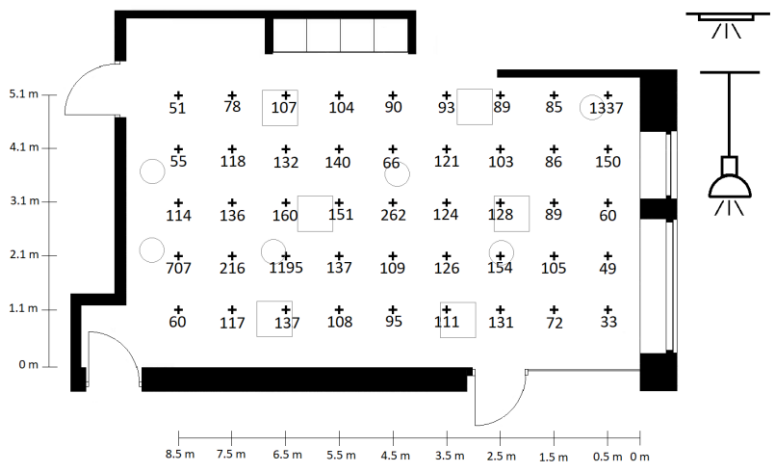 5.1 m 51 78 107 104 90 93 89 85 1337
4.1 m 55 118 132 140 66 121 103 86 150
3.1 m 114 136 160 151 262 124 128 89 60
2.1 m 707 216 1195 137 109 126 154 105 49
1.1 m 60 117 137 108 95 111 131 72 33
0 m
8.5 m 7.5 m 6.5 m 5.5 m 4.5 m 3.5 m 2.5 m 1.5 m 0.5 m 0 m